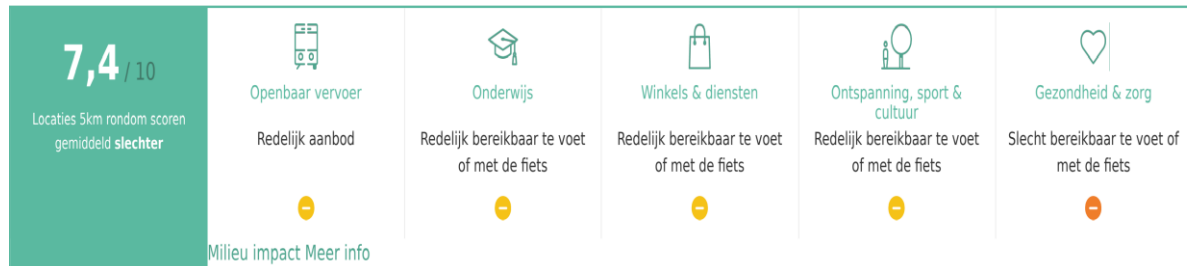 7,4 / 10
Locaties 5km rondom scoren
gemiddeld slechter
Openbaar vervoer
Redelijk aanbod
Onderwijs
Redelijk bereikbaar te voet
of met de fiets
Winkels & diensten
Redelijk bereikbaar te voet
of met de fiets
Ontspanning, sport &
cultuur
Redelijk bereikbaar te voet
of met de fiets
Gezondheid & zorg
Slecht bereikbaar te voet of
met de fiets
Milieu impact Meer info